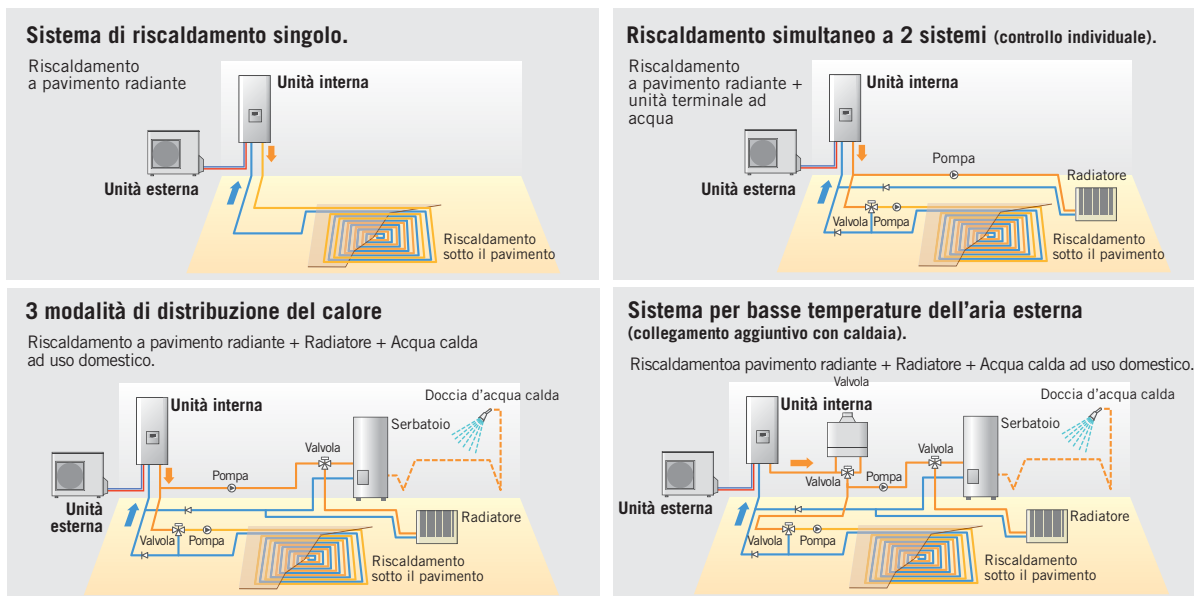 Sistema di riscaldamento singolo.
Riscaldamento
a pavimento radiante
Unità interna
Unità esterna
Riscaldamento
sotto il pavimento
Riscaldamento simultaneo a 2 sistemi (controllo individuale).
Riscaldamento
a pavimento radiante +
unità terminale ad
acqua
Unità interna
Pompa
Radiatore
Unità esterna
Valvola Pompa
Riscaldamento
sotto il pavimento
3 modalità di distribuzione del calore
Riscaldamento a pavimento radiante + Radiatore + Acqua calda
ad uso domestico.
Doccia d'acqua calda
Unità interna
Serbatoio
Valvola
Pompa
Unità
esterna
Radiatore
Valvola Pompa
Riscaldamento
sotto il pavimento
Sistema per basse temperature dell'aria esterna
(collegamento aggiuntivo con caldaia).
Riscaldamentoa pavimento radiante + Radiatore + Acqua calda ad uso domestico.
Valvola
Doccia d'acqua calda
Unità interna
Serbatoio
Valvola
Valvola
Pompa
Unità esterna
Radiatore
Valvola Pompa
Riscaldamento
sotto il pavimento